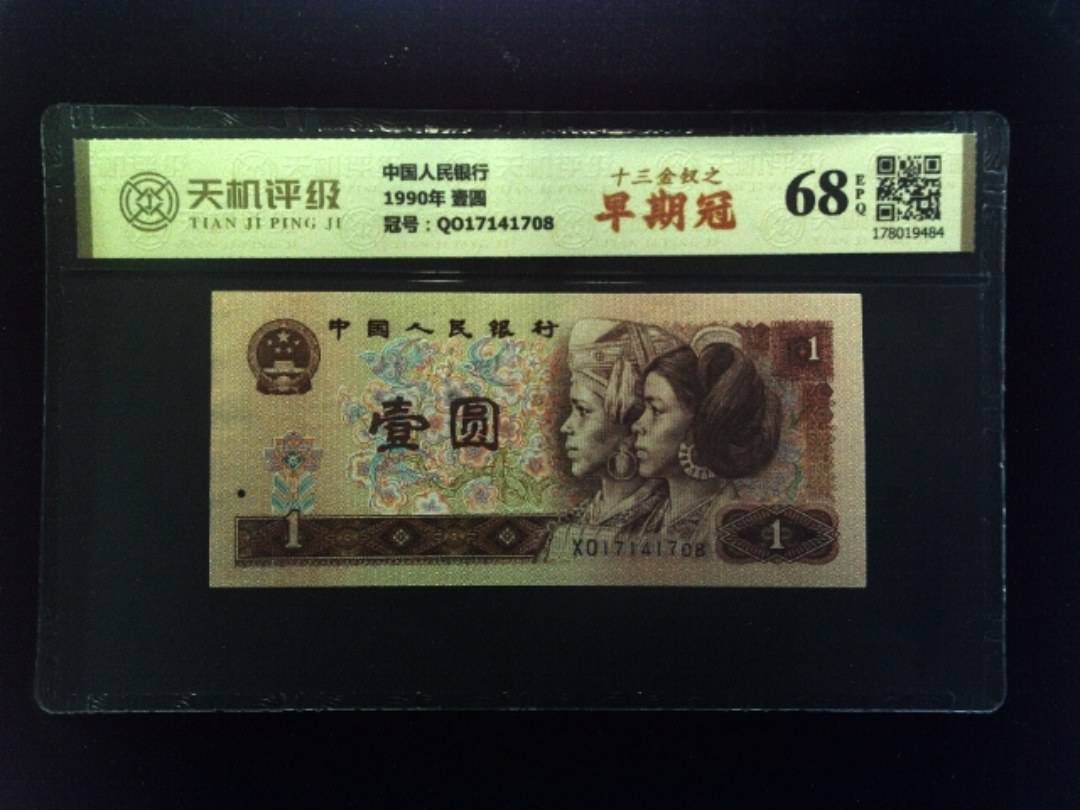 天机评级
TIAN JI PING JI
中国人民银行
1990年 壹圆
冠号：QO17141708
十三金钗之
早期冠
68
EPQ
178019484
中国人民银行
1
壹圆
1
XO17141708
1